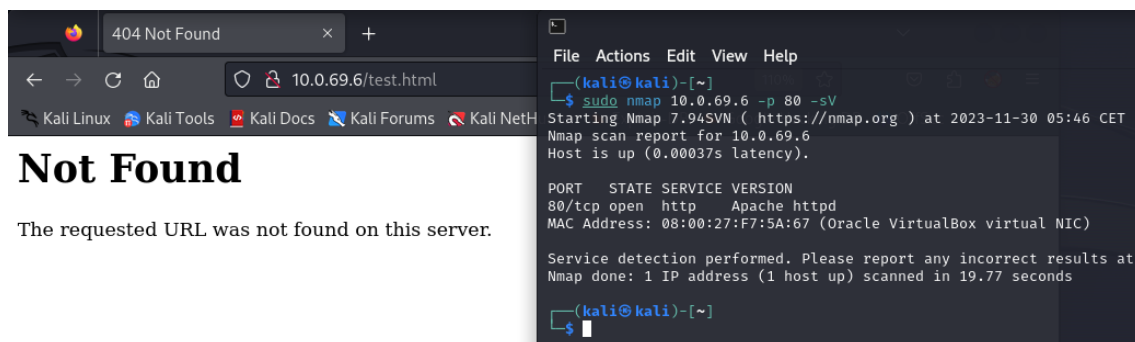 404 Not Found
10.0.69.6/test.html
Kali Linux Kali Tools Kali Docs Kali Forums Kali NetH
Not Found
The requested URL was not found on this server.
File Actions Edit View Help
(kali㉿kali)-[~]
$ sudo nmap 10.0.69.6 -p 80 -sV
Starting Nmap 7.94SVN ( https://nmap.org ) at 2023-11-30 05:46 CET
Nmap scan report for 10.0.69.6
Host is up (0.00037s latency).
PORT STATE SERVICE VERSION
80/tcp open http Apache httpd
MAC Address: 08:00:27:F7:5A:67 (Oracle VirtualBox virtual NIC)
Service detection performed. Please report any incorrect results at
Nmap done: 1 IP address (1 host up) scanned in 19.77 seconds
(kali㉿kali)-[~]
$